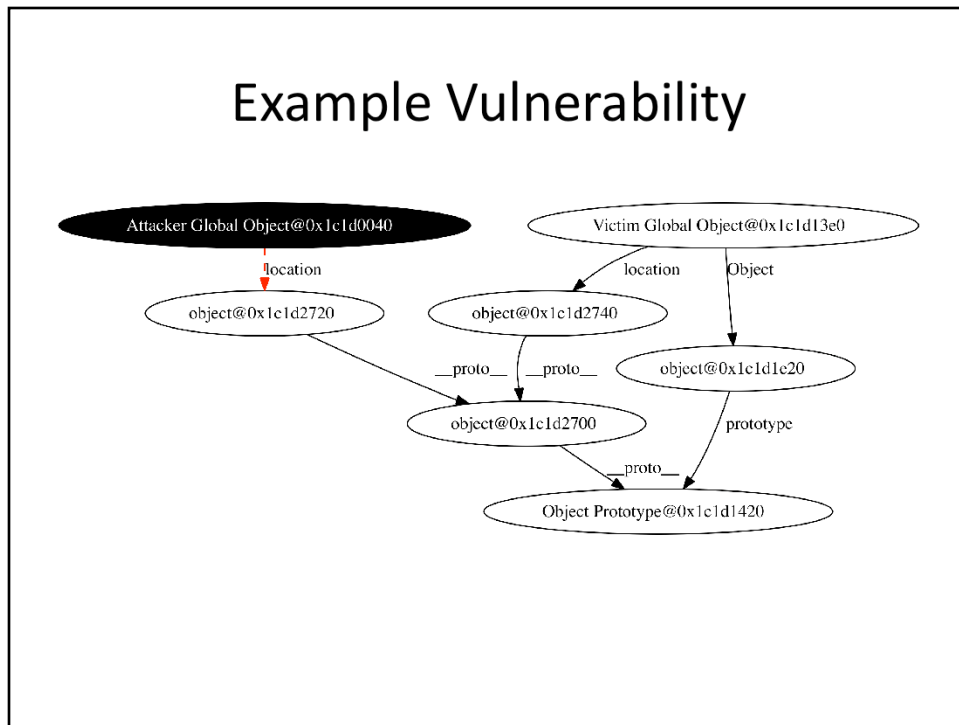 Example Vulnerability
Attacker Global Object@0x1c1d0040
Victim Global Object@0x1c1d13e0
location
location
Object
object@0x1c1d2720
object@0x1c1d2740
object@0x1c1d1e20
__proto__
__proto__
object@0x1c1d2700
prototype
__proto__
Object Prototype@0x1c1d1420